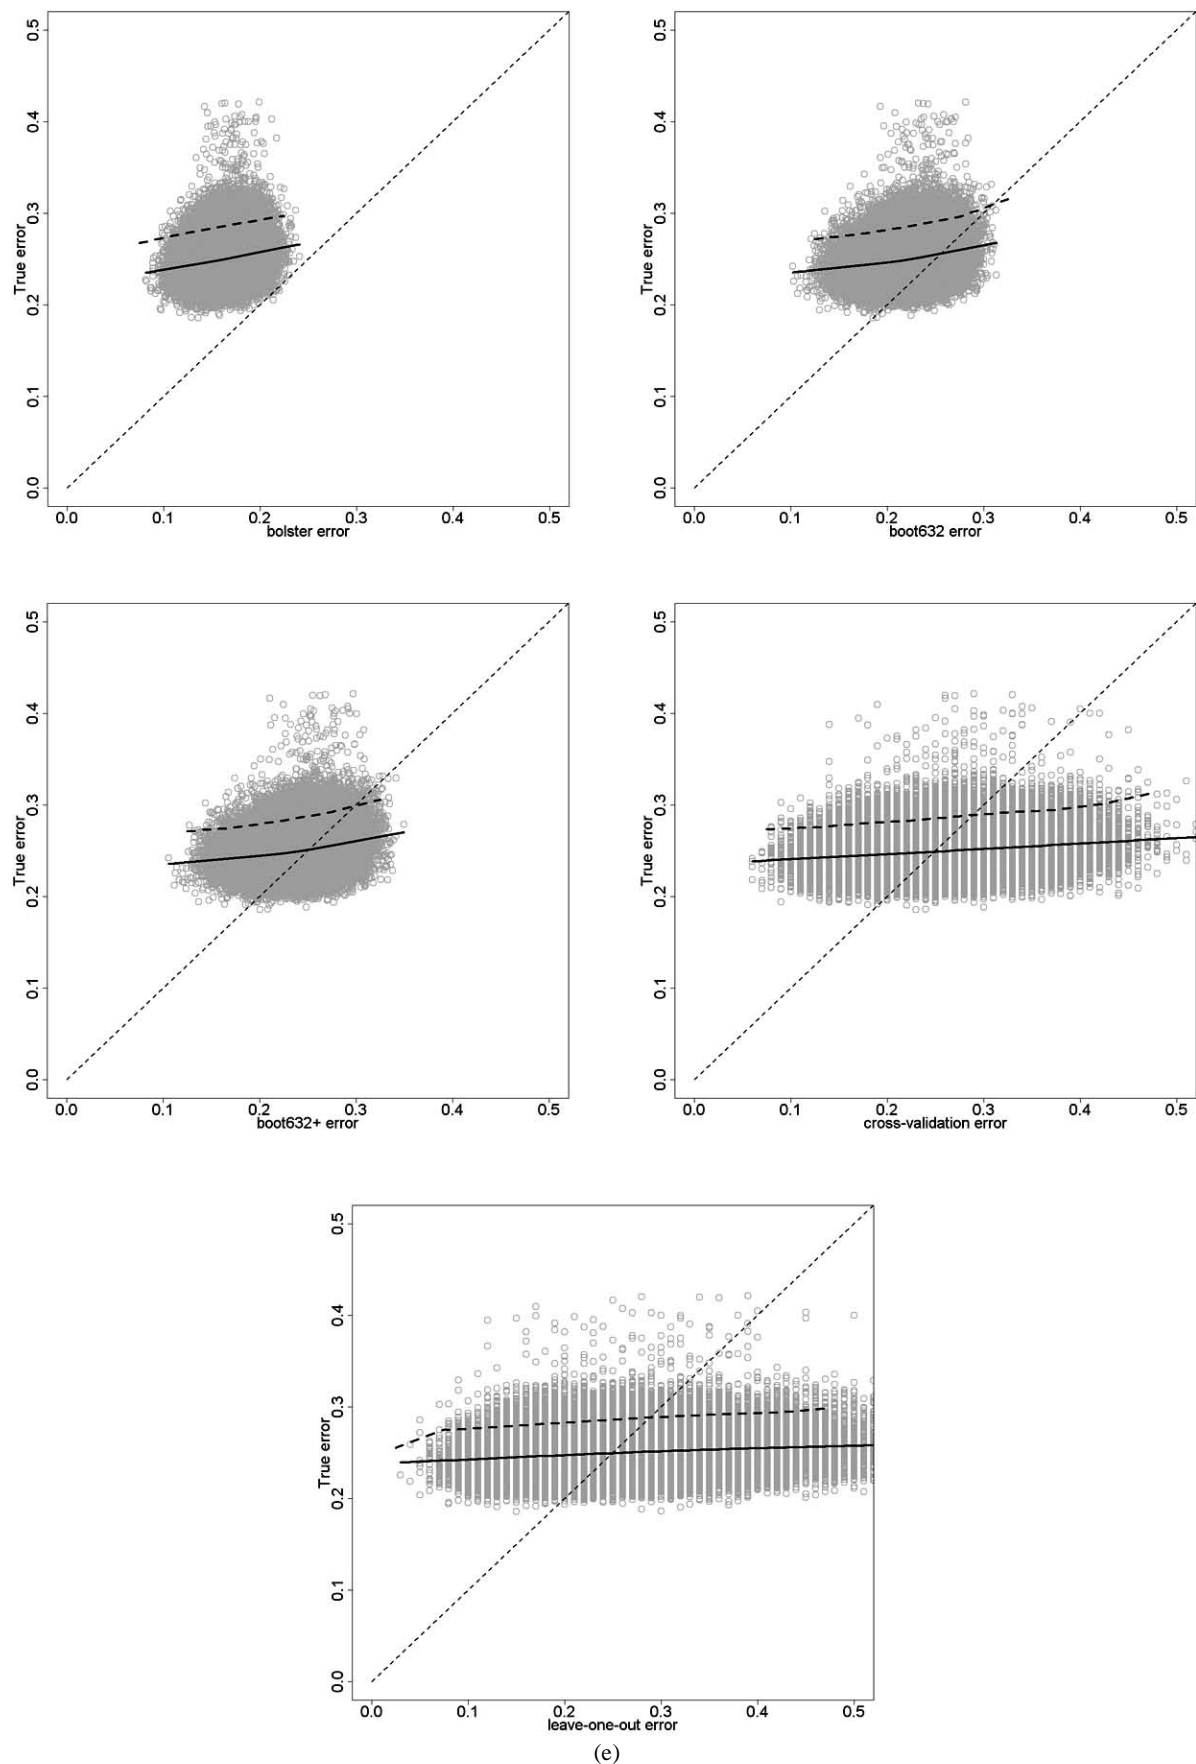 0.5
0.4
0.3
0.2
0.1
0.0
True error
0.0 0.1 0.2 0.3 0.4 0.5
bolster error
0.5
0.4
0.3
0.2
0.1
0.0
True error
0.0 0.1 0.2 0.3 0.4 0.5
boot632 error
0.5
0.4
0.3
0.2
0.1
0.0
True error
0.0 0.1 0.2 0.3 0.4 0.5
boot632+ error
0.5
0.4
0.3
0.2
0.1
0.0
True error
0.0 0.1 0.2 0.3 0.4 0.5
cross-validation error
0.5
0.4
0.3
0.2
0.1
0.0
True error
0.0 0.1 0.2 0.3 0.4 0.5
leave-one-out error
(e)